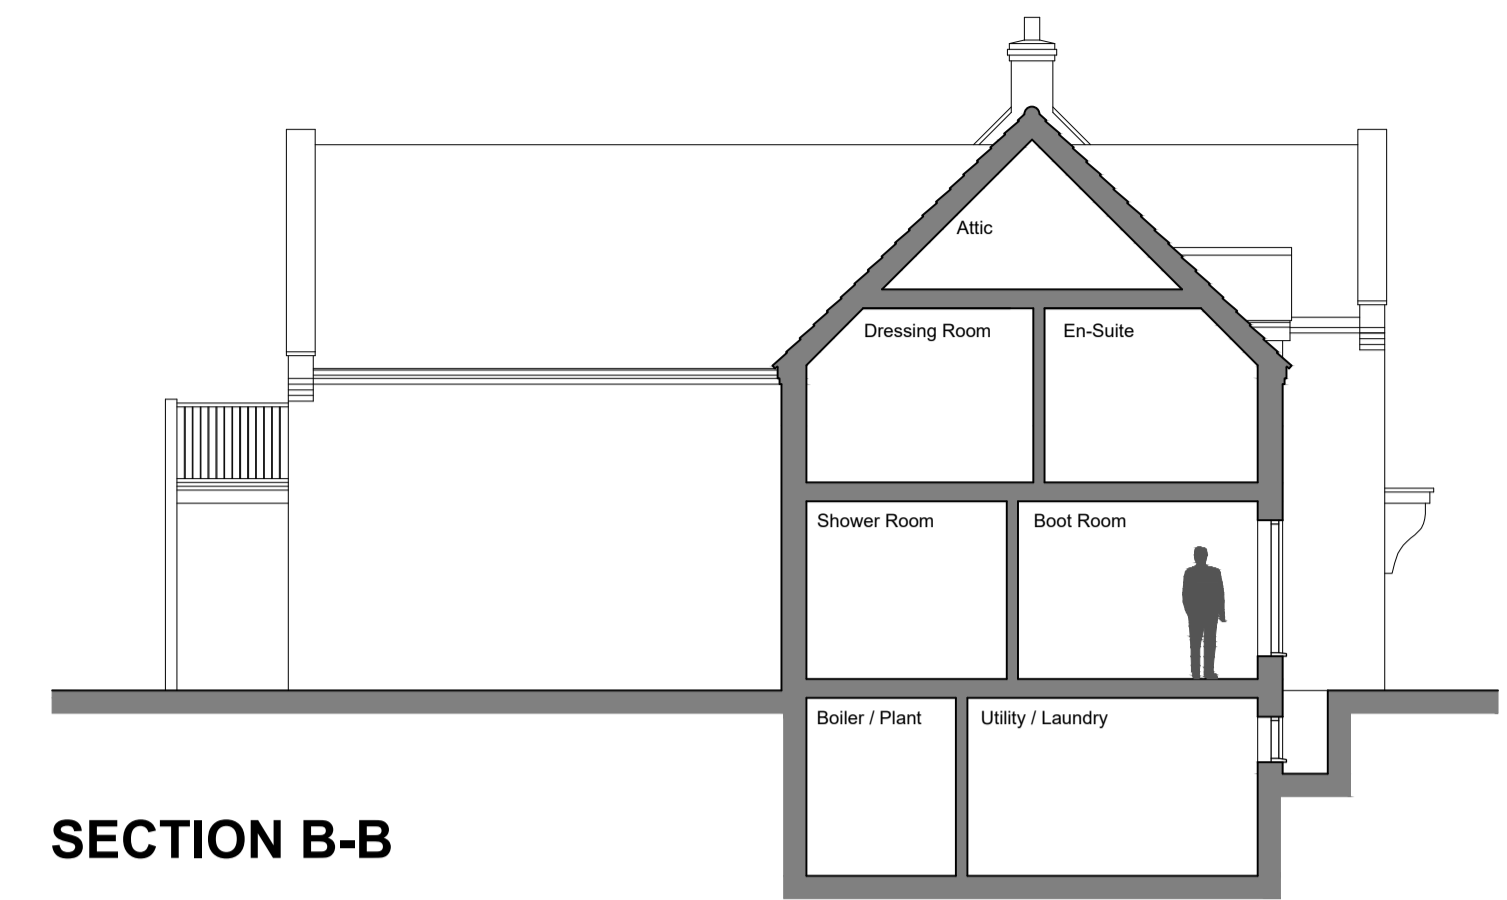 Attic
Dressing Room
En-Suite
Shower Room
Boot Room
Boiler / Plant
Utility / Laundry
SECTION B-B